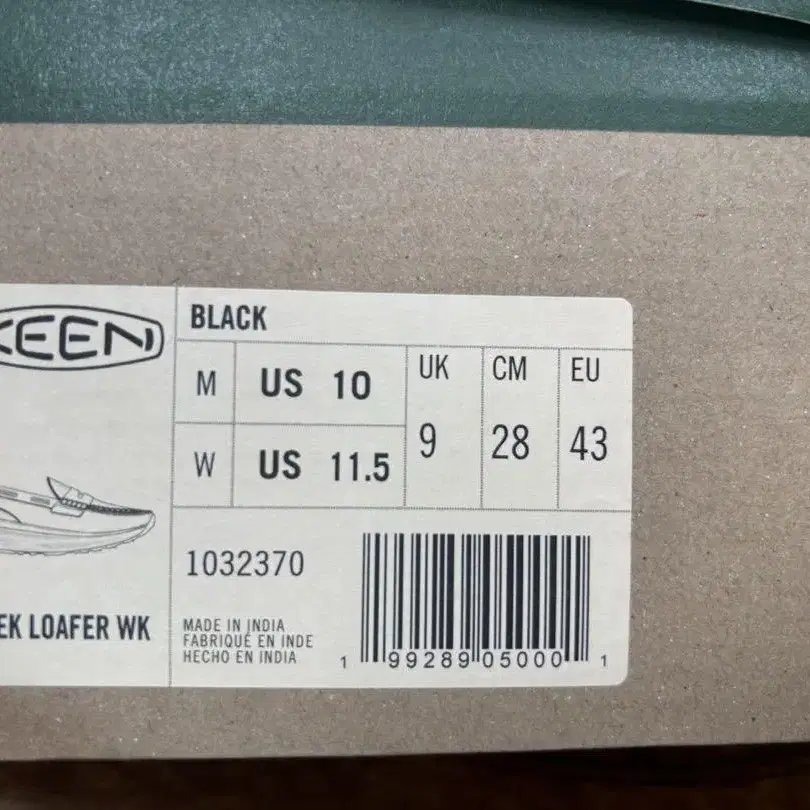 KEEN
BLACK
M US 10
W US 11.5
UK CM EU
9 28 43
1032370
EK LOAFER WK
MADE IN INDIA
FABRIQUÉ EN INDE
HECHO EN INDIA
1 99289 05000 1